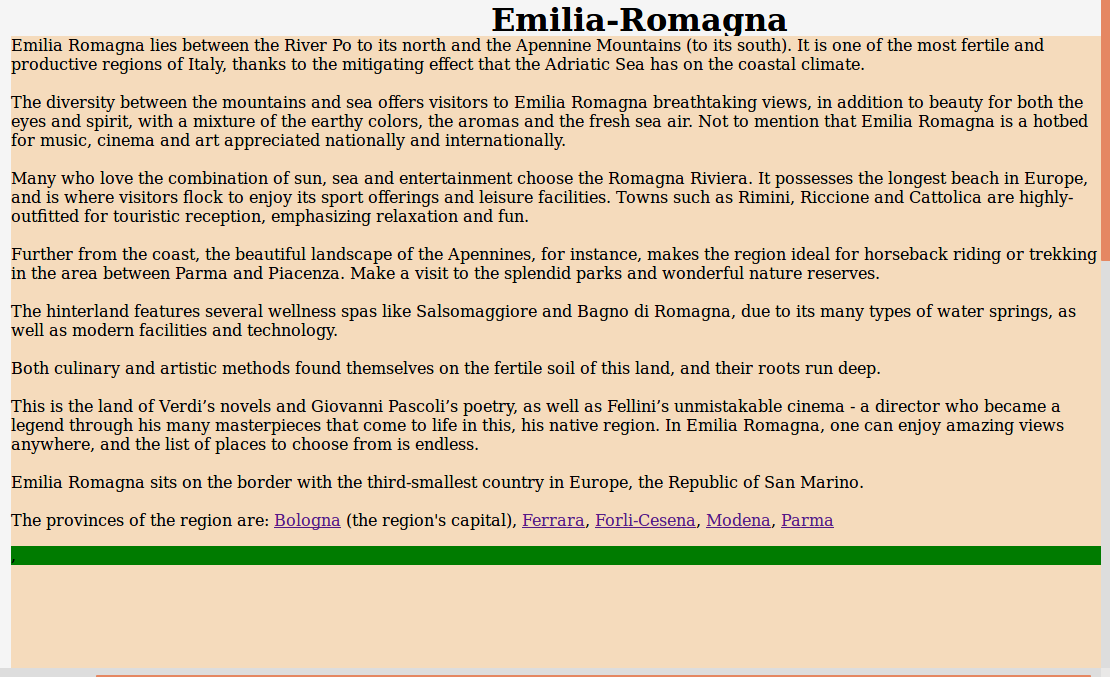 Emilia-Romagna
Emilia Romagna lies between the River Po to its north and the Apennine Mountains (to its south). It is one of the most fertile and
productive regions of Italy, thanks to the mitigating effect that the Adriatic Sea has on the coastal climate.
The diversity between the mountains and sea offers visitors to Emilia Romagna breathtaking views, in addition to beauty for both the
eyes and spirit, with a mixture of the earthy colors, the aromas and the fresh sea air. Not to mention that Emilia Romagna is a hotbed
for music, cinema and art appreciated nationally and internationally.
Many who love the combination of sun, sea and entertainment choose the Romagna Riviera. It possesses the longest beach in Europe,
and is where visitors flock to enjoy its sport offerings and leisure facilities. Towns such as Rimini, Riccione and Cattolica are highly-
outfitted for touristic reception, emphasizing relaxation and fun.
Further from the coast, the beautiful landscape of the Apennines, for instance, makes the region ideal for horseback riding or trekking
in the area between Parma and Piacenza. Make a visit to the splendid parks and wonderful nature reserves.
The hinterland features several wellness spas like Salsomaggiore and Bagno di Romagna, due to its many types of water springs, as
well as modern facilities and technology.
Both culinary and artistic methods found themselves on the fertile soil of this land, and their roots run deep.
This is the land of Verdi’s novels and Giovanni Pascoli’s poetry, as well as Fellini’s unmistakable cinema - a director who became a
legend through his many masterpieces that come to life in this, his native region. In Emilia Romagna, one can enjoy amazing views
anywhere, and the list of places to choose from is endless.
Emilia Romagna sits on the border with the third-smallest country in Europe, the Republic of San Marino.
The provinces of the region are: Bologna (the region's capital), Ferrara, Forli-Cesena, Modena, Parma